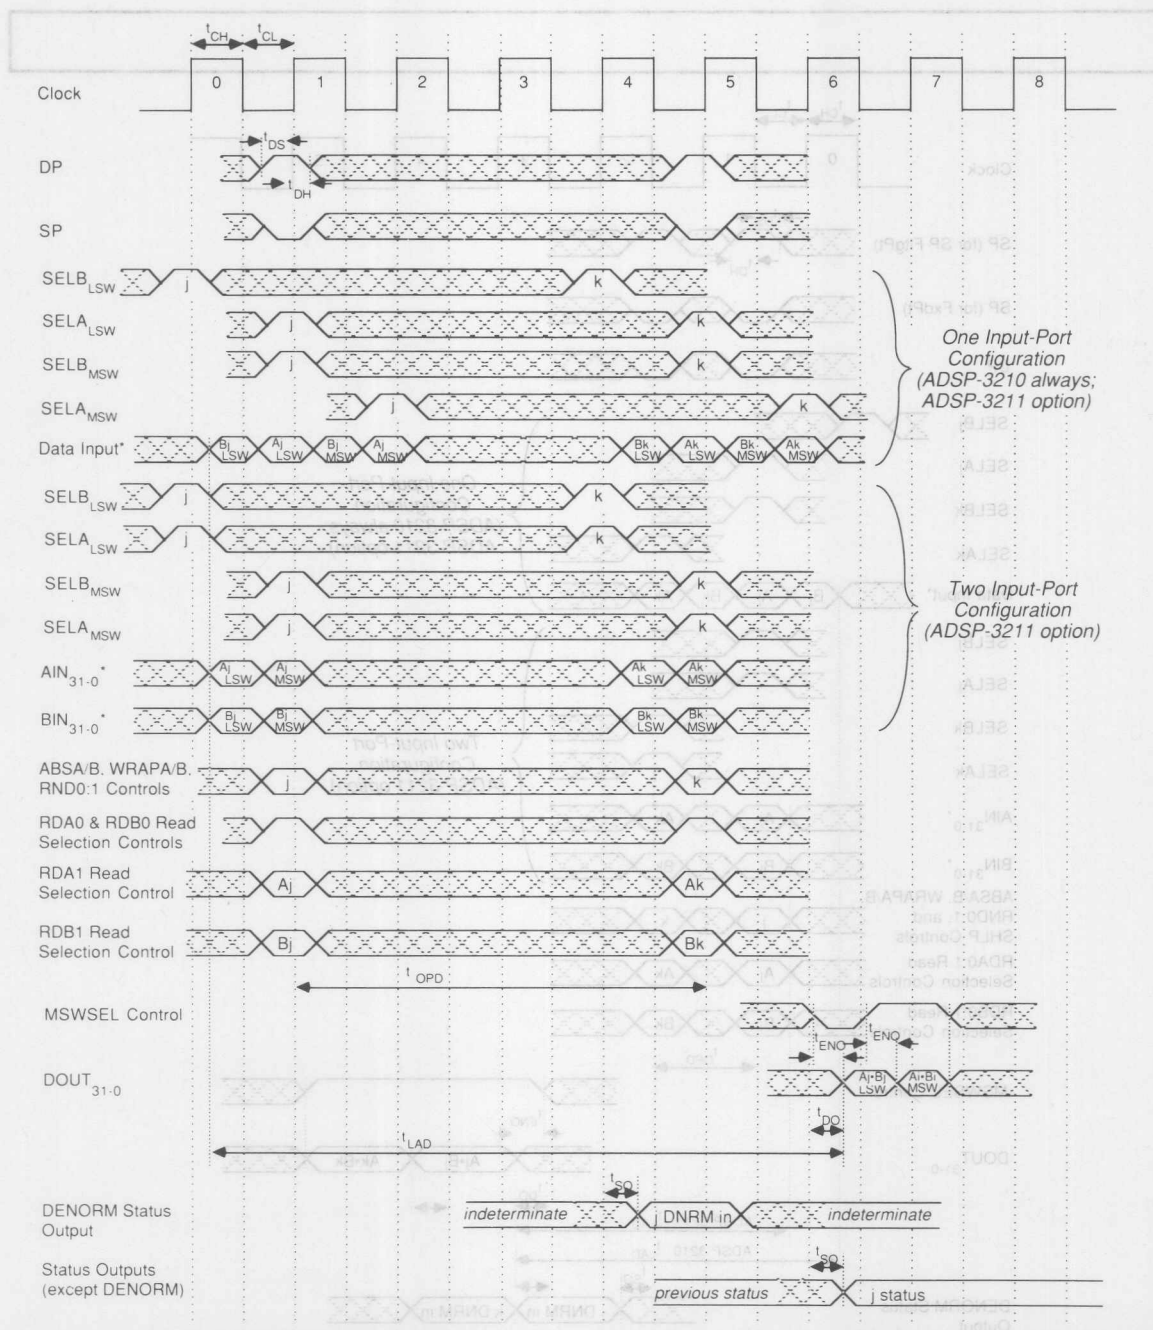 tCH tCL
Clock 0 1 2 3 4 5 6 7 8
DP tDS tDH
SP
SELBLSW j k
SELALSW j k
SELBMSW j k
SELAMSW j k
Data Input* Bj LSW Aj LSW Bj MSW Aj MSW Bk LSW Ak LSW Bk MSW Ak MSW
One Input-Port
Configuration
(ADSP-3210 always;
ADSP-3211 option)
SELBLSW j k
SELALSW j k
SELBMSW j k
SELAMSW j k
AIN31-0* Aj LSW Aj MSW Ak LSW Ak MSW
BIN31-0* Bj LSW Bj MSW Bk LSW Bk MSW
Two Input-Port
Configuration
(ADSP-3211 option)
ABSA/B. WRAPA/B.
RND0:1 Controls j k
RDA0 & RDB0 Read
Selection Controls
RDA1 Read
Selection Control Aj Ak
RDB1 Read
Selection Control Bj Bk
tOPD
MSWSEL Control
tENO tENO
DOUT31-0 Aj•Bj LSW Aj•Bj MSW
tDO
tLAD
tSO
DENORM Status
Output indeterminate j DNRM in indeterminate
tSO
Status Outputs
(except DENORM) previous status j status